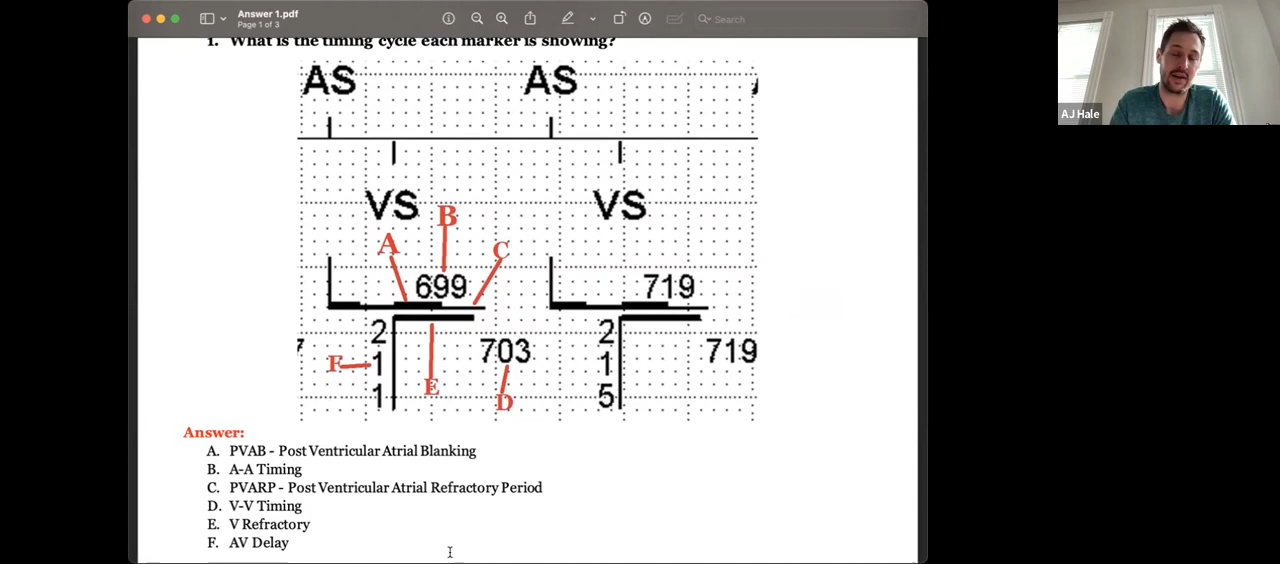 Answer 1.pdf
Page 1 of 3
Search
AJ Hale
1. What is the timing cycle each marker is showing?
AS AS
VS VS
B
A C
699 719
2 2
7 703 719
F 1 1
E
1 D 5
Answer:
A. PVAB - Post Ventricular Atrial Blanking
B. A-A Timing
C. PVARP - Post Ventricular Atrial Refractory Period
D. V-V Timing
E. V Refractory
F. AV Delay